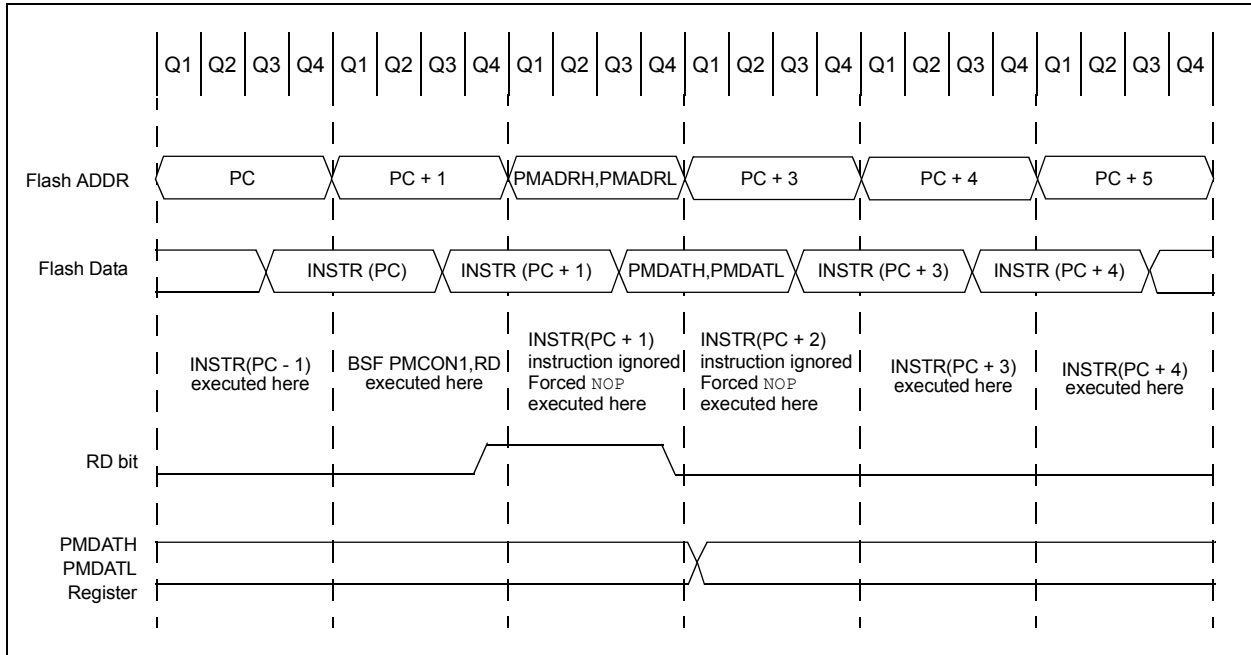 Q1 Q2 Q3 Q4 Q1 Q2 Q3 Q4 Q1 Q2 Q3 Q4 Q1 Q2 Q3 Q4 Q1 Q2 Q3 Q4 Q1 Q2 Q3 Q4
Flash ADDR PC PC + 1 PMADRH,PMADRL PC + 3 PC + 4 PC + 5
Flash Data INSTR (PC) INSTR (PC + 1) PMDATH,PMDATL INSTR (PC + 3) INSTR (PC + 4)
INSTR(PC - 1)
executed here
BSF PMCON1,RD
executed here
INSTR(PC + 1)
instruction ignored
Forced NOP
executed here
INSTR(PC + 2)
instruction ignored
Forced NOP
executed here
INSTR(PC + 3)
executed here
INSTR(PC + 4)
executed here
RD bit
PMDATH
PMDATL
Register